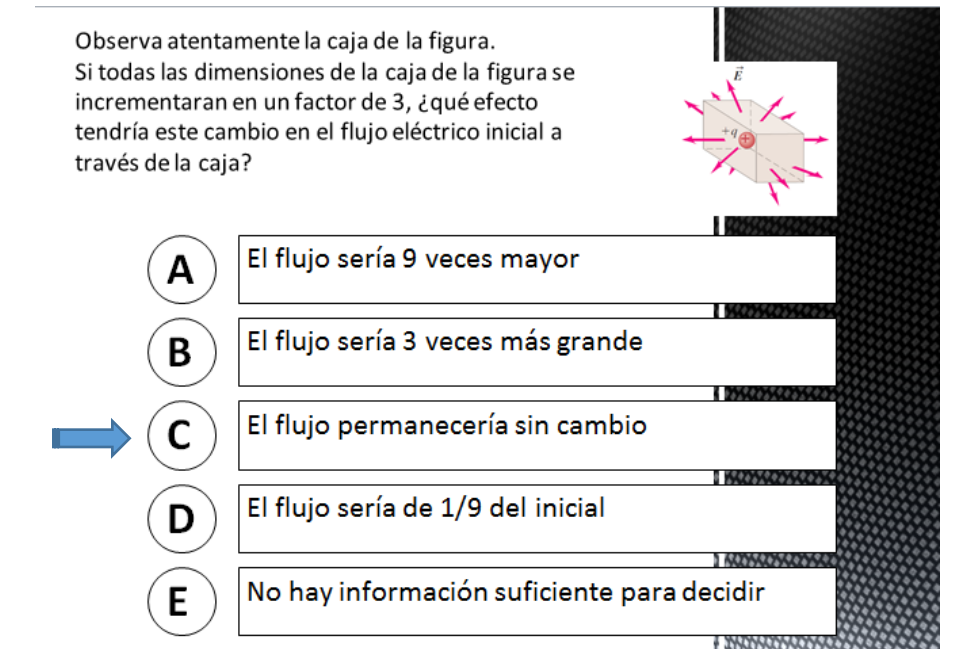 Observa atentamente la caja de la figura.
Si todas las dimensiones de la caja de la figura se
incrementaran en un factor de 3, ¿qué efecto
tendría este cambio en el flujo eléctrico inicial a
través de la caja?
E
+q
+
A
El flujo sería 9 veces mayor
B
El flujo sería 3 veces más grande
C
El flujo permanecería sin cambio
D
El flujo sería de 1/9 del inicial
E
No hay información suficiente para decidir